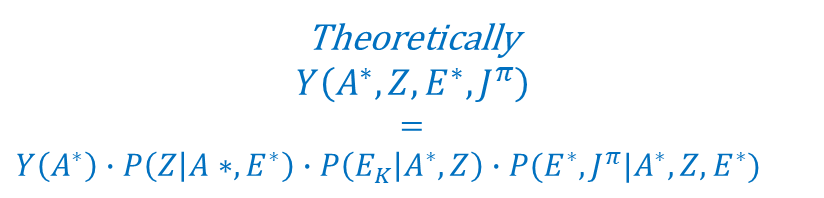 Theoretically
Y(A*, Z, E*, J^π)
=
Y(A*) · P(Z|A *, E*) · P(E_K|A*, Z) · P(E*, J^π|A*, Z, E*)